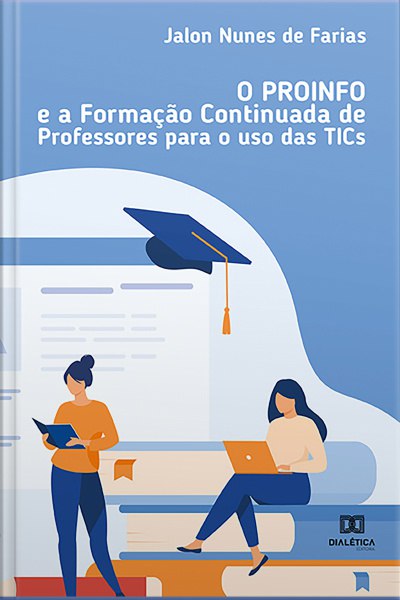 Jalon Nunes de Farias
O PROINFO
e a Formação Continuada de
Professores para o uso das TICs
DIALÉTICA
EDITORA